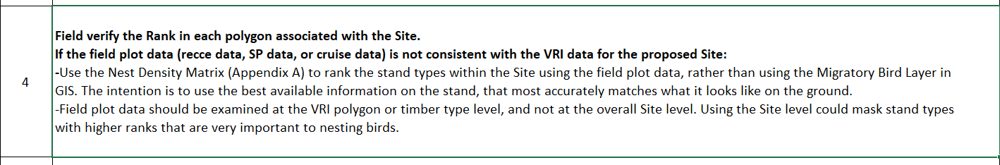 Field verify the Rank in each polygon associated with the Site.
If the field plot data (recce data, SP data, or cruise data) is not consistent with the VRI data for the proposed Site:
-Use the Nest Density Matrix (Appendix A) to rank the stand types within the Site using the field plot data, rather than using the Migratory Bird Layer in
4
GIS. The intention is to use the best available information on the stand, that most accurately matches what it looks like on the ground.
-Field plot data should be examined at the VRI polygon or timber type level, and not at the overall Site level. Using the Site level could mask stand types
with higher ranks that are very important to nesting birds.